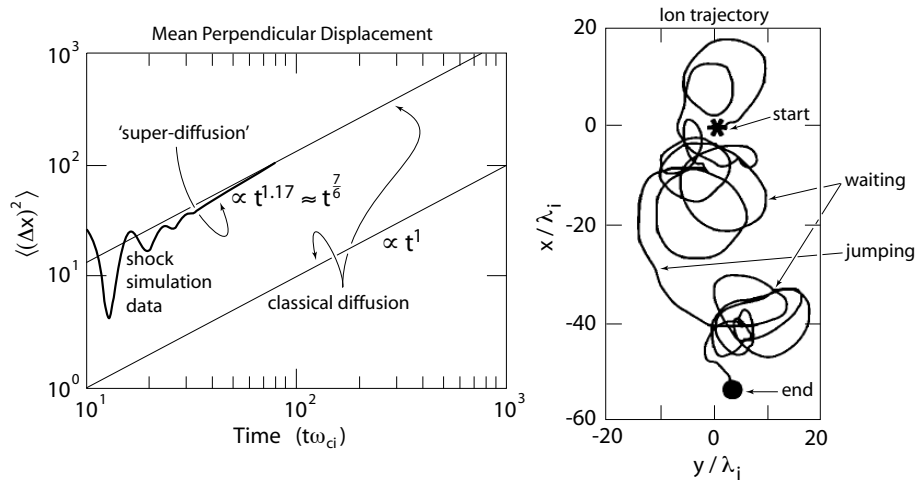 Mean Perpendicular Displacement
10³
10²
10¹
10⁰
⟨(Δx)²⟩
'super-diffusion'
∝ t^1.17 ≈ t^7/6
shock
simulation
data
classical diffusion
∝ t¹
10¹
10²
10³
Time (tω_ci)
Ion trajectory
20
0
-20
-40
-60
x / λ_i
start
waiting
jumping
end
-20
0
20
y / λ_i